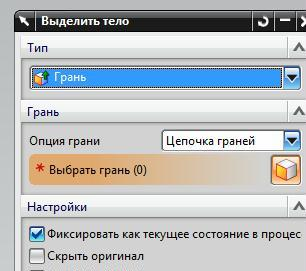 Выделить тело
Тип
Грань
Грань
Опция грани Цепочка граней
* Выбрать грань (0)
Настройки
Фиксировать как текущее состояние в процес
Скрыть оригинал